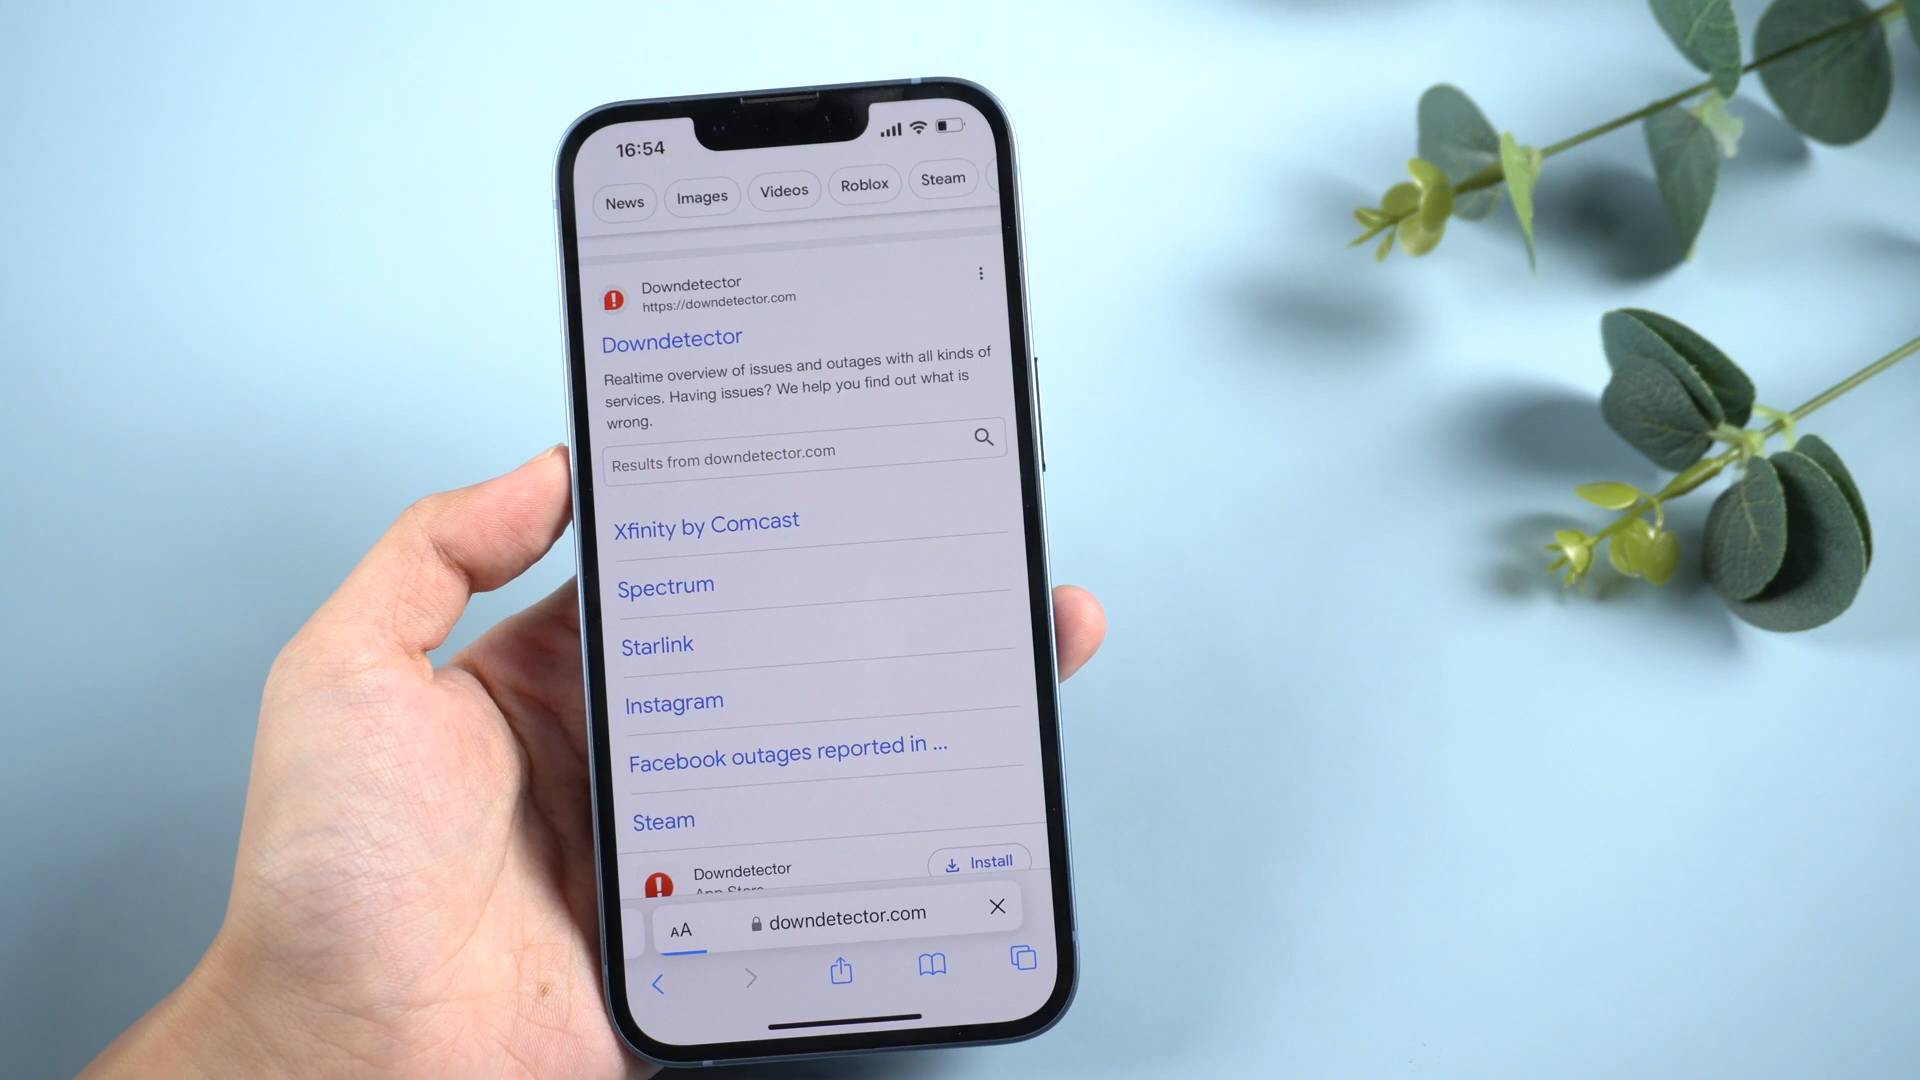 16:54
News Images Videos Roblox Steam
Downdetector
https://downdetector.com
Downdetector
Realtime overview of issues and outages with all kinds of
services. Having issues? We help you find out what is
wrong.
Results from downdetector.com
Xfinity by Comcast
Spectrum
Starlink
Instagram
Facebook outages reported in ...
Steam
Downdetector
Install
App Store
AA downdetector.com